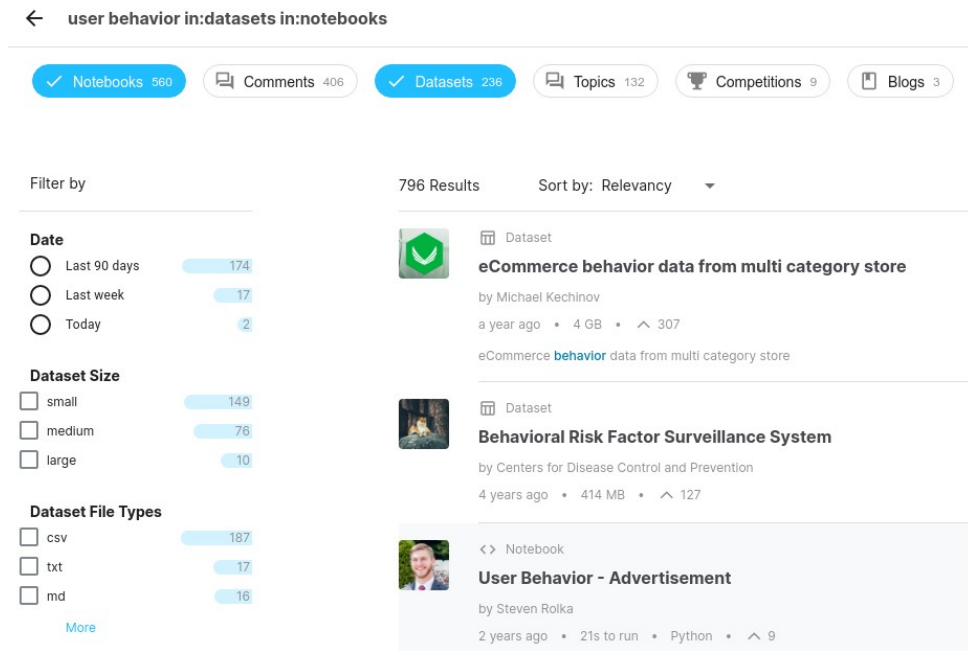 user behavior in:datasets in:notebooks
Notebooks 560 Comments 406 Datasets 236 Topics 132 Competitions 9 Blogs 3
Filter by
796 Results Sort by: Relevancy
Date
Last 90 days 174
Last week 17
Today 2
Dataset Size
small 149
medium 76
large 10
Dataset File Types
csv 187
txt 17
md 16
More
Dataset
eCommerce behavior data from multi category store
by Michael Kechinov
a year ago • 4 GB • 307
eCommerce behavior data from multi category store
Dataset
Behavioral Risk Factor Surveillance System
by Centers for Disease Control and Prevention
4 years ago • 414 MB • 127
Notebook
User Behavior - Advertisement
by Steven Rolka
2 years ago • 21s to run • Python • 9